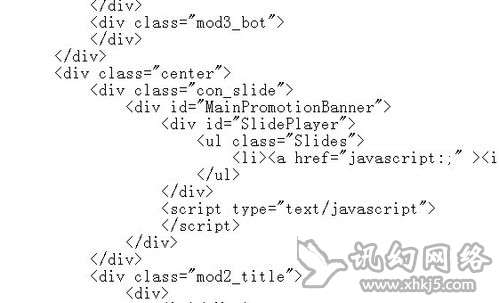 </div>
<div class="mod3_bot">
</div>
</div>
<div class="center">
<div class="con_slide">
<div id="MainPromotionBanner">
<div id="SlidePlayer">
<ul class="Slides">
<li><a href="javascript:;" ><i
</ul>
</div>
<script type="text/javascript">
</script>
</div>
</div>
<div class="mod2_title">
<div>
讯幻网络
www.xhkj5.com